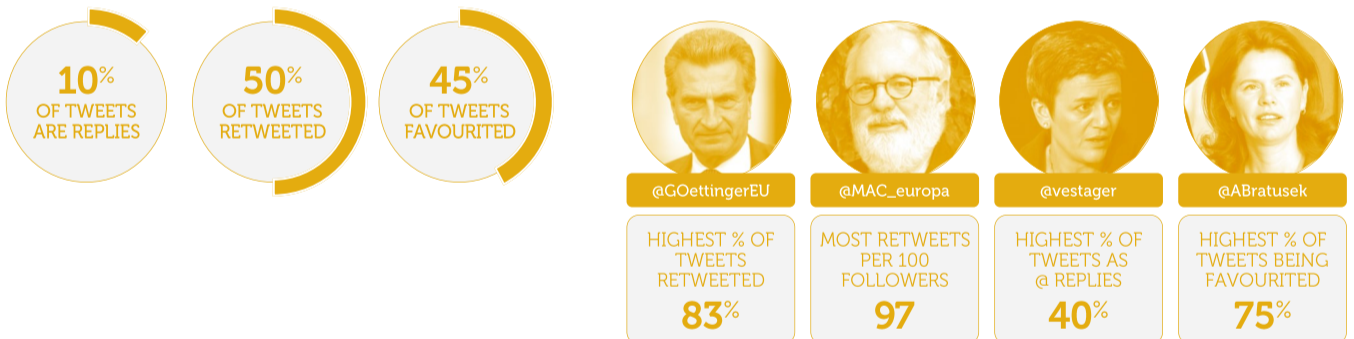 10%
OF TWEETS
ARE REPLIES
50%
OF TWEETS
RETWEETED
45%
OF TWEETS
FAVOURITED
@GOettingerEU
HIGHEST % OF
TWEETS
RETWEETED
83%
@MAC_europa
MOST RETWEETS
PER 100
FOLLOWERS
97
@vestager
HIGHEST % OF
TWEETS AS
@ REPLIES
40%
@ABratusek
HIGHEST % OF
TWEETS BEING
FAVOURITED
75%